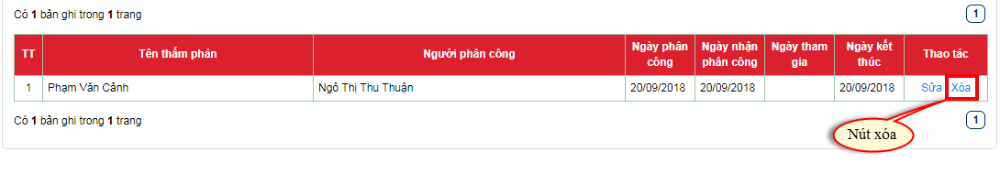 Có 1 bản ghi trong 1 trang
1
TT Tên thẩm phán Người phân công Ngày phân công Ngày nhận phân công Ngày tham gia Ngày kết thúc Thao tác
1 Phạm Văn Cảnh Ngô Thị Thu Thuận 20/09/2018 20/09/2018 20/09/2018 Sửa Xóa
Có 1 bản ghi trong 1 trang
1
Nút xóa